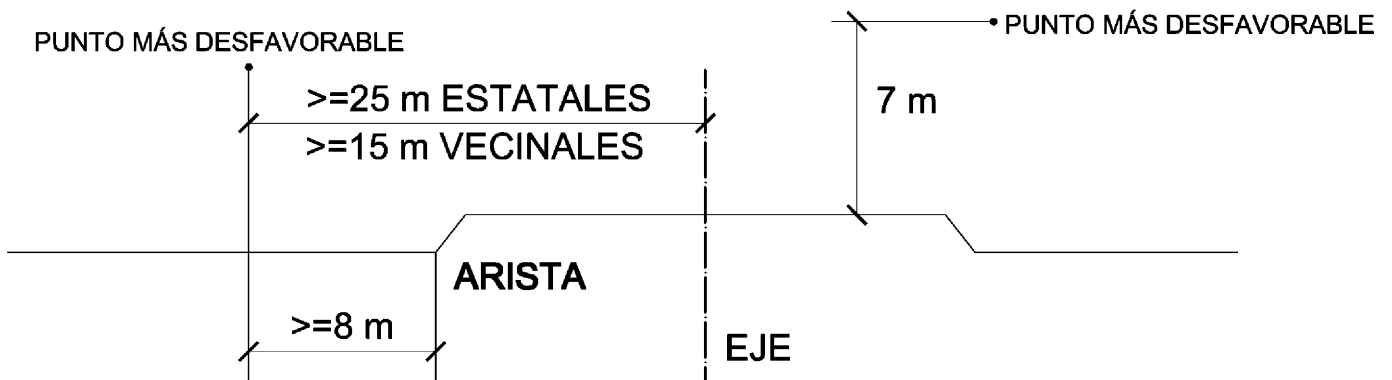 PUNTO MÁS DESFAVORABLE
PUNTO MÁS DESFAVORABLE
>=25 m ESTATALES
7 m
>=15 m VECINALES
ARISTA
>=8 m
EJE